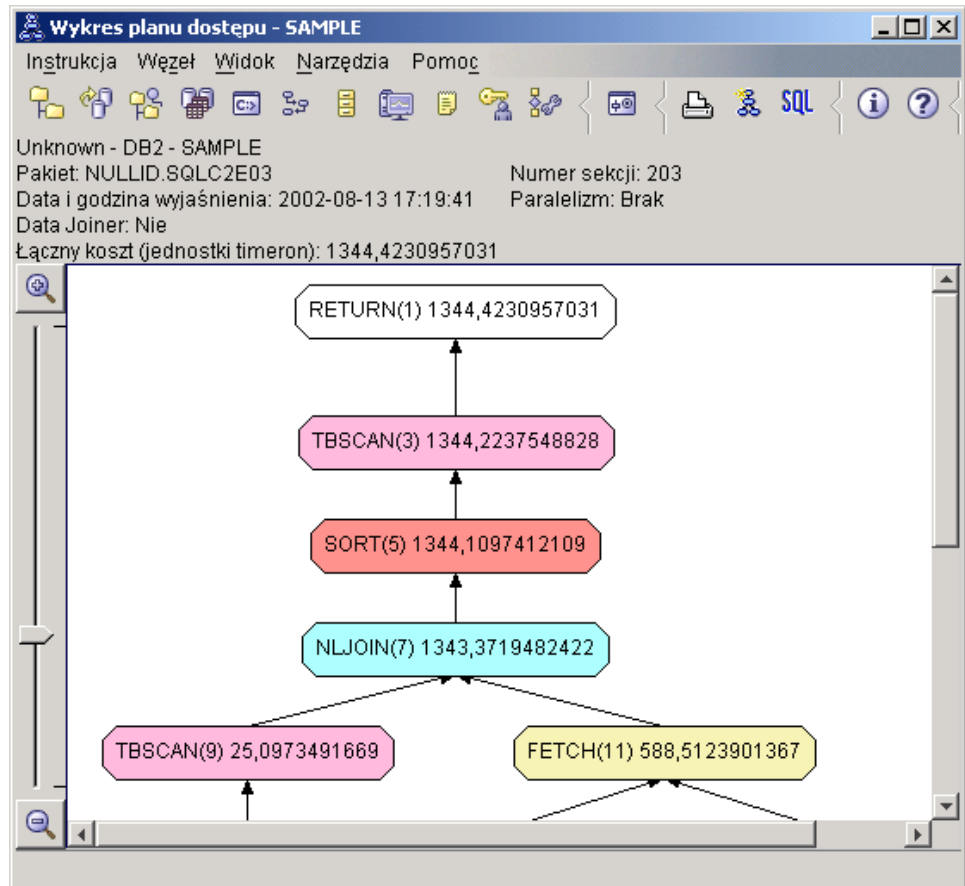 Wykres planu dostępu - SAMPLE
Instrukcja Węzeł Widok Narzędzia Pomoc
C:> SQL i ?
Unknown - DB2 - SAMPLE
Pakiet: NULLID.SQLC2E03 Numer sekcji: 203
Data i godzina wyjaśnienia: 2002-08-13 17:19:41 Paralelizm: Brak
Data Joiner: Nie
Łączny koszt (jednostki timeron): 1344,4230957031
RETURN(1) 1344,4230957031
TBSCAN(3) 1344,2237548828
SORT(5) 1344,1097412109
NLJOIN(7) 1343,3719482422
TBSCAN(9) 25,0973491669 FETCH(11) 588,5123901367